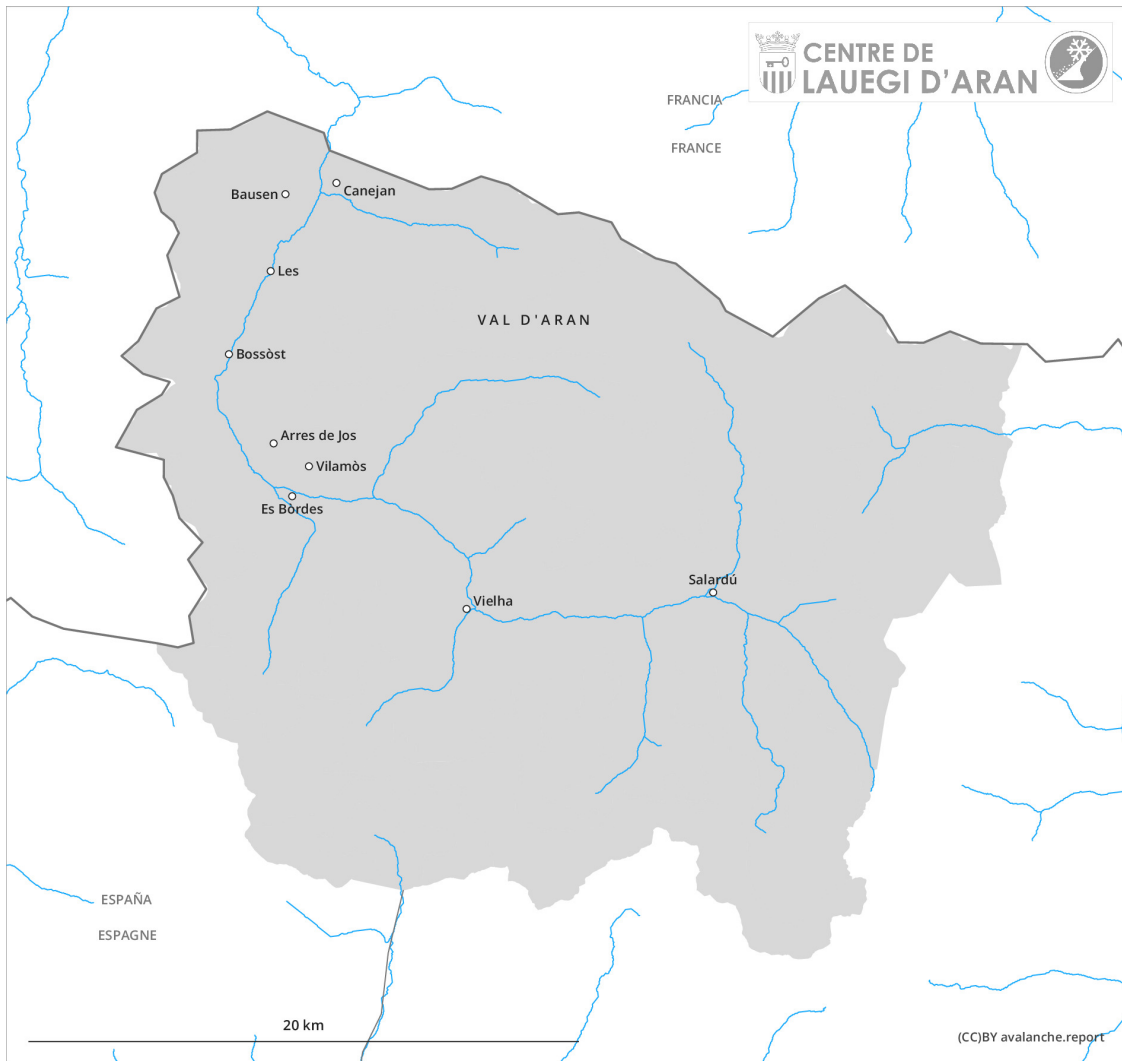 CENTRE DE
LAUEGI D'ARAN
FRANCIA
FRANCE
Bausen
Canejan
Les
VAL D'ARAN
Bossòst
Arres de Jos
Vilamòs
Es Bòrdes
Salardú
Vielha
ESPAÑA
ESPAGNE
20 km
(CC)BY avalanche.report